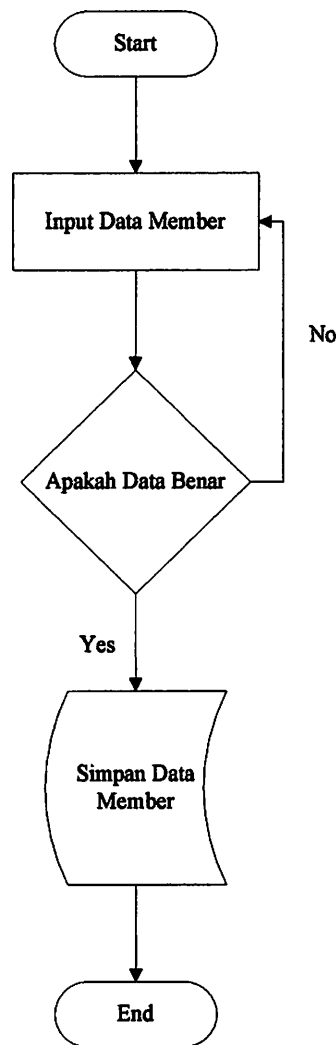 Start
Input Data Member
No
Apakah Data Benar
Yes
Simpan Data
Member
End